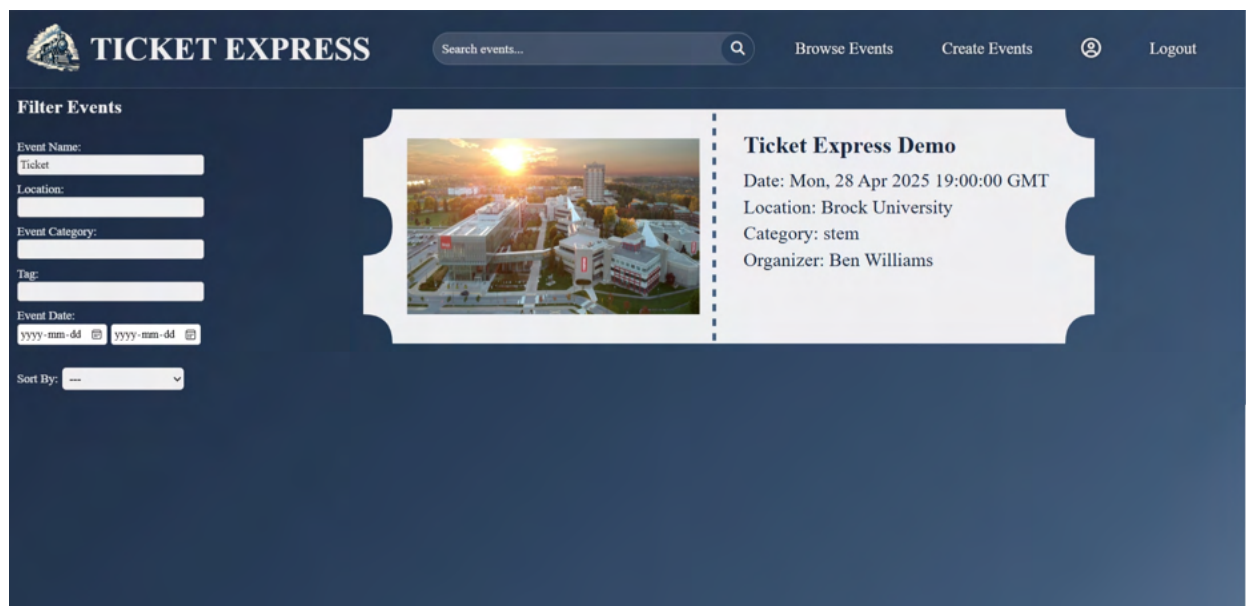 TICKET EXPRESS
Search events...
Browse Events
Create Events
Logout
Filter Events
Event Name:
Ticket
Location:
Event Category:
Tag:
Event Date:
yyyy-mm-dd yyyy-mm-dd
Sort By: ---
Ticket Express Demo
Date: Mon, 28 Apr 2025 19:00:00 GMT
Location: Brock University
Category: stem
Organizer: Ben Williams